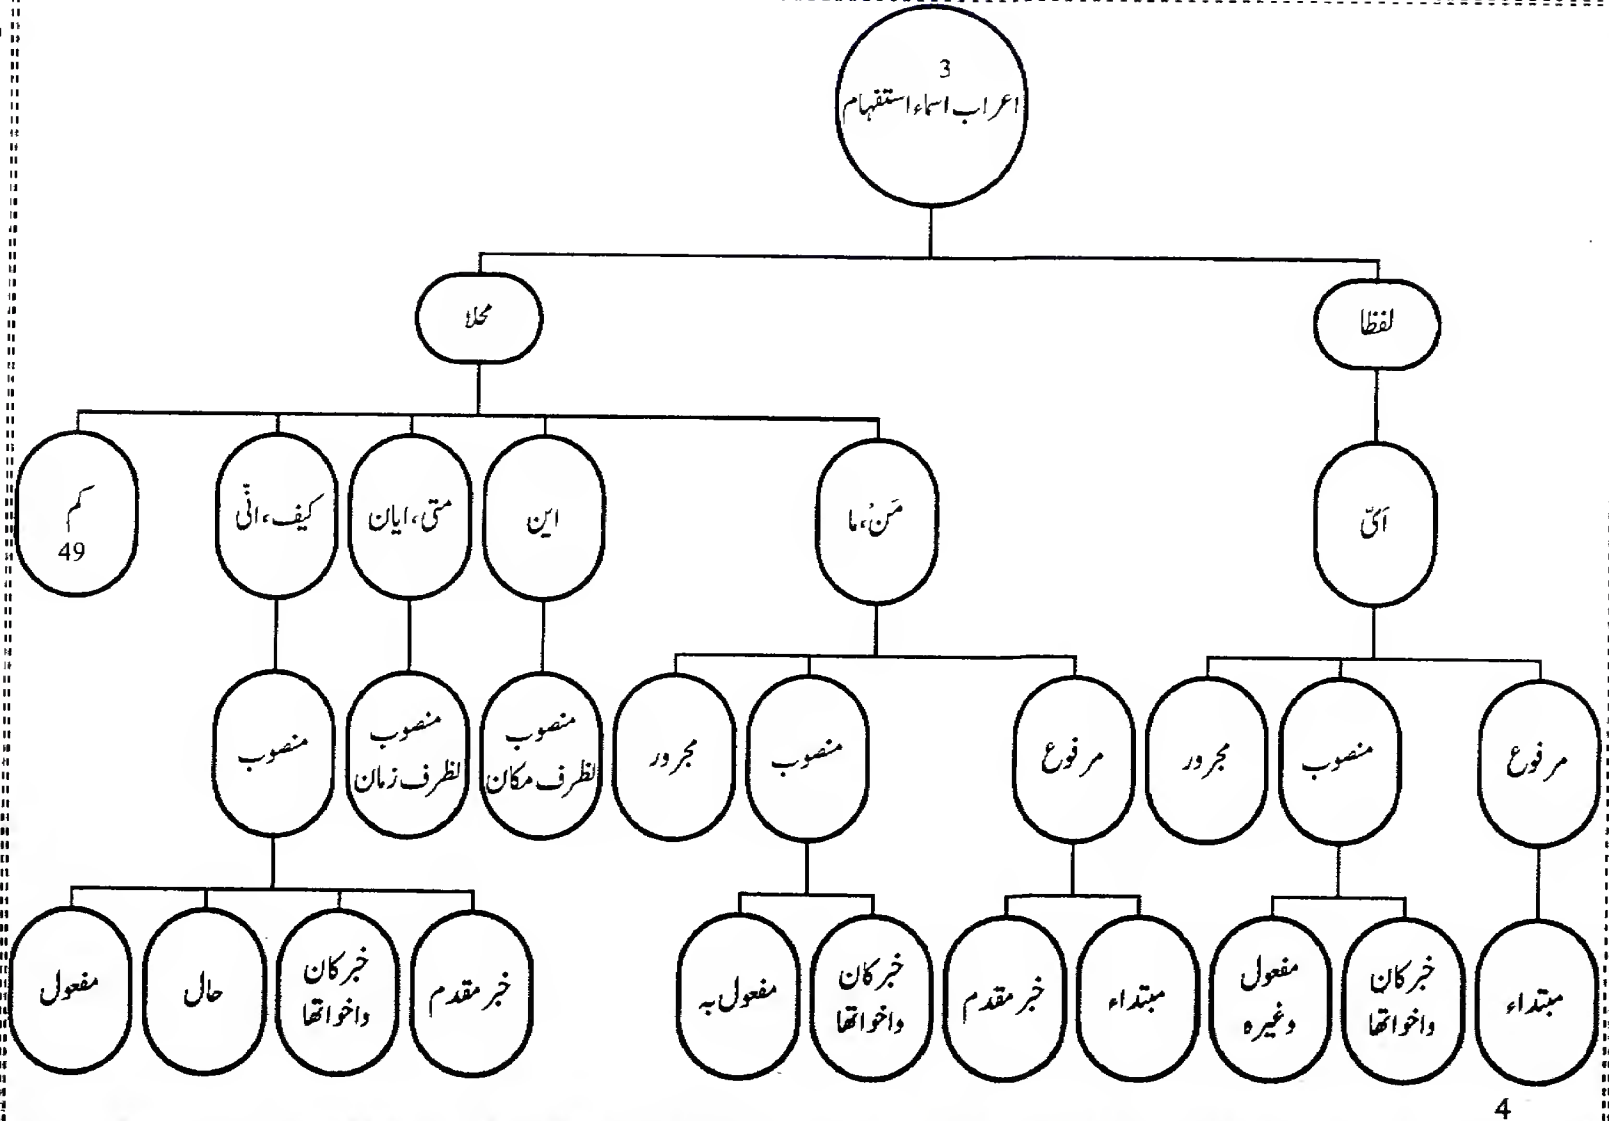 3
اعراب اسماء استفہام
لفظا
محلا
اَیّ
مَنْ، ما
این
متی، ایان
کیف، انّٰی
کم
49
مرفوع
منصوب
مجرور
مرفوع
منصوب
مجرور
منصوب
لظرف مکان
منصوب
لظرف زمان
منصوب
مبتداء
خبر کان
واخواتھا
مفعول
وغیرہ
مبتداء
خبر مقدم
خبر کان
واخواتھا
مفعول بہ
خبر مقدم
خبر کان
واخواتھا
حال
مفعول
4